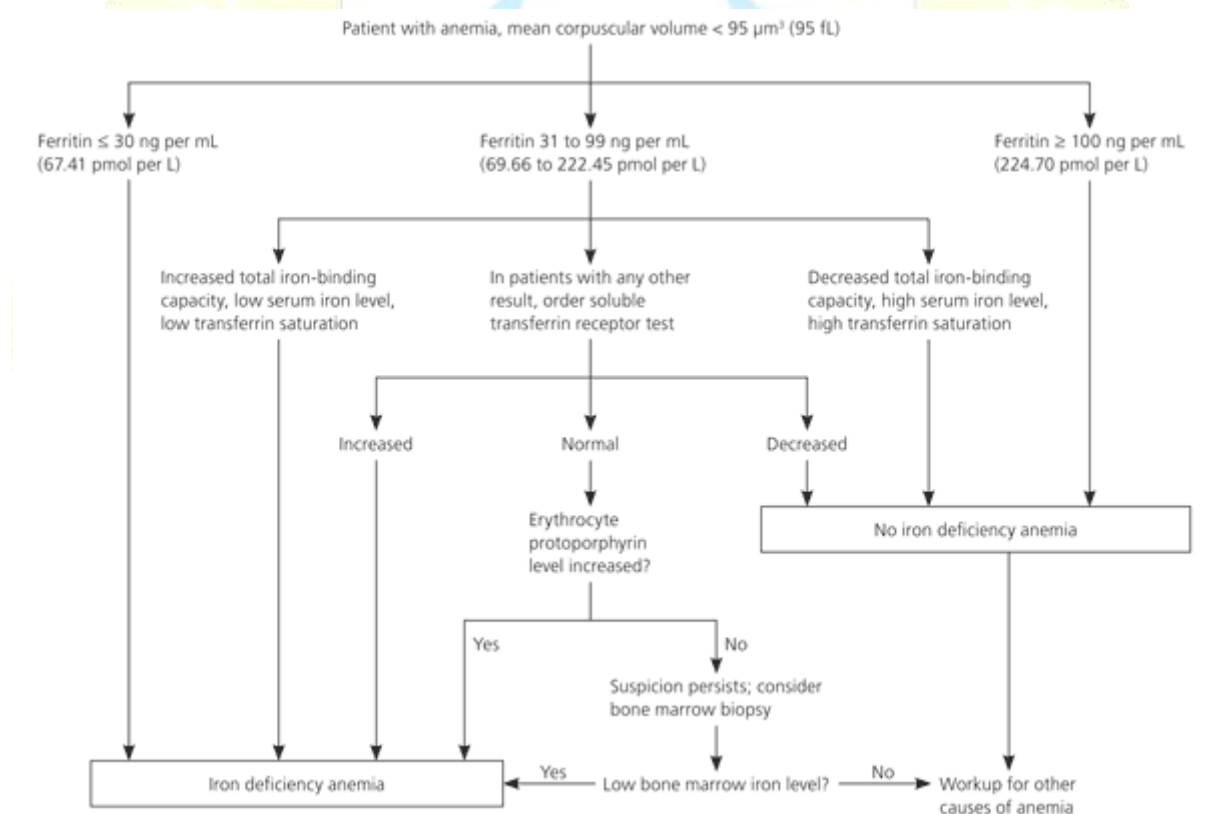 Patient with anemia, mean corpuscular volume < 95 μm³ (95 fL)
Ferritin ≤ 30 ng per mL
(67.41 pmol per L)
Ferritin 31 to 99 ng per mL
(69.66 to 222.45 pmol per L)
Ferritin ≥ 100 ng per mL
(224.70 pmol per L)
Increased total iron-binding
capacity, low serum iron level,
low transferrin saturation
In patients with any other
result, order soluble
transferrin receptor test
Decreased total iron-binding
capacity, high serum iron level,
high transferrin saturation
Increased
Normal
Decreased
Erythrocyte
protoporphyrin
level increased?
No iron deficiency anemia
Yes
No
Suspicion persists; consider
bone marrow biopsy
Iron deficiency anemia
Yes
Low bone marrow iron level?
No
Workup for other
causes of anemia